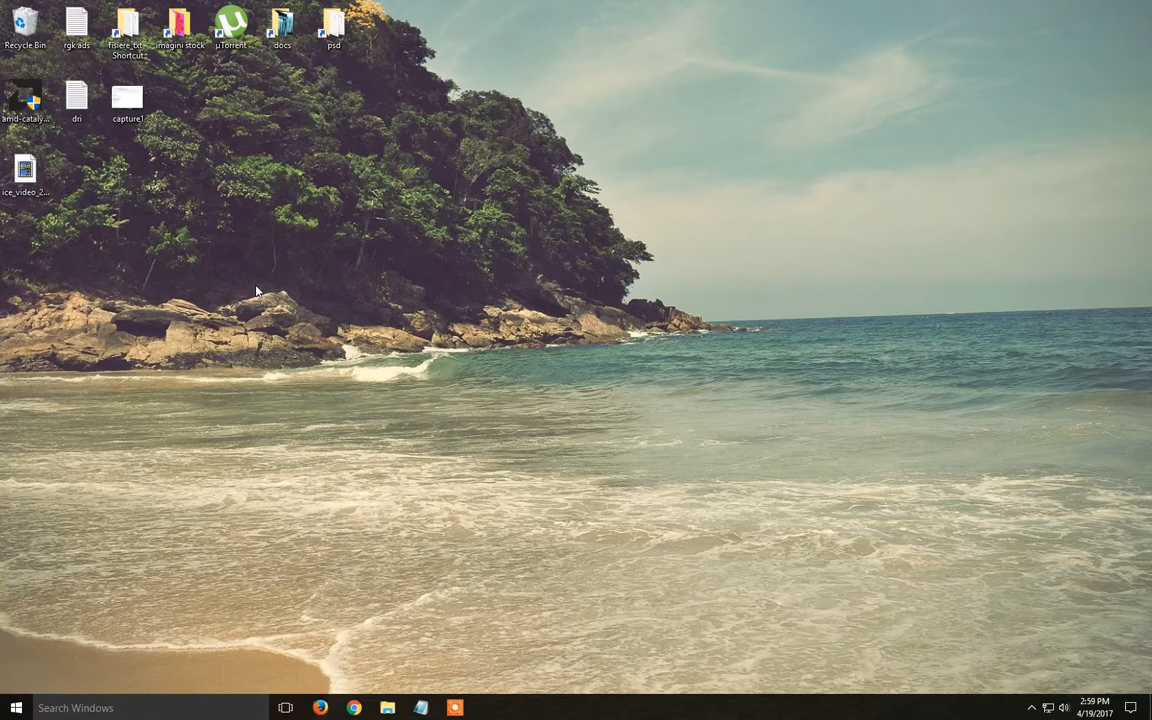 Recycle Bin
rgk ads
fisiere_txt - Shortcut
imagini stock
µTorrent
docs
psd
amd-cataly...
dri
capture1
ice_video_2...
Search Windows
2:59 PM
4/19/2017